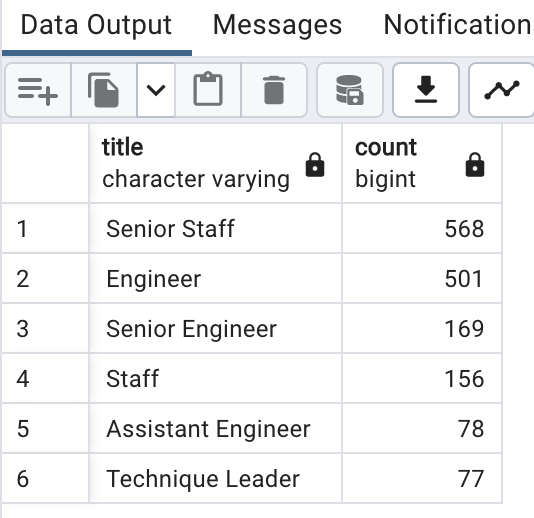 Data Output Messages Notification
title count
character varying bigint
1 Senior Staff 568
2 Engineer 501
3 Senior Engineer 169
4 Staff 156
5 Assistant Engineer 78
6 Technique Leader 77